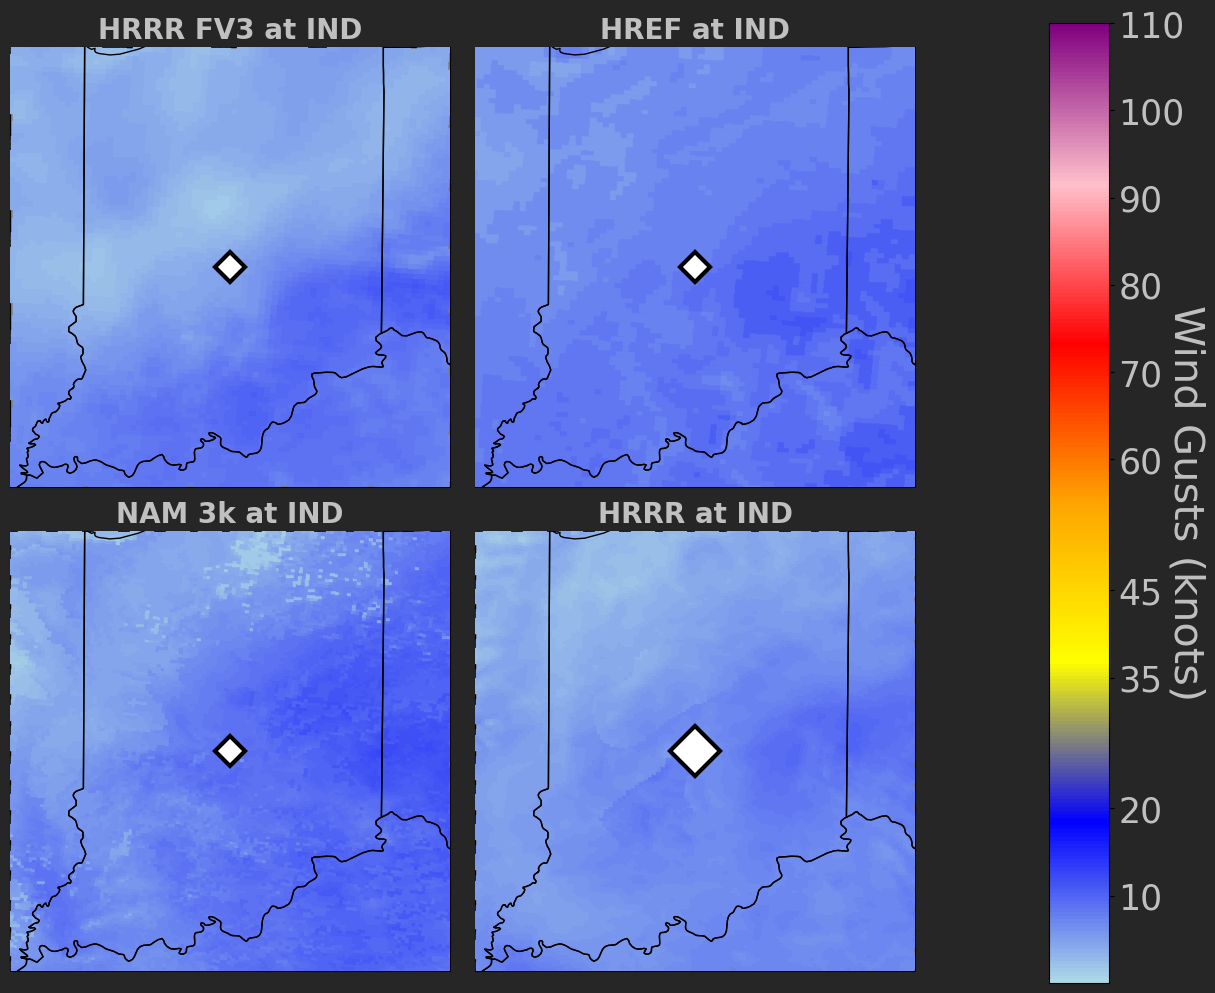 HRRR FV3 at IND
HREF at IND
NAM 3k at IND
HRRR at IND
110
100
90
80
70
60
45
35
20
10
Wind Gusts (knots)